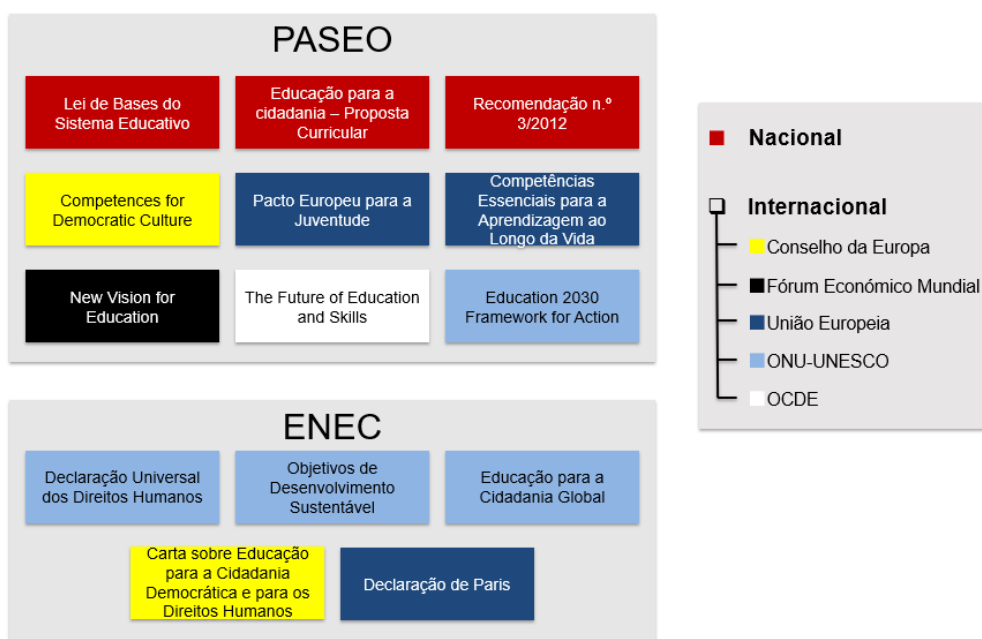 PASEO
Lei de Bases do
Sistema Educativo
Educação para a
cidadania – Proposta
Curricular
Recomendação n.º
3/2012
Competences for
Democratic Culture
Pacto Europeu para a
Juventude
Competências
Essenciais para a
Aprendizagem ao
Longo da Vida
New Vision for
Education
The Future of Education
and Skills
Education 2030
Framework for Action
ENEC
Declaração Universal
dos Direitos Humanos
Objetivos de
Desenvolvimento
Sustentável
Educação para a
Cidadania Global
Carta sobre Educação
para a Cidadania
Democrática e para os
Direitos Humanos
Declaração de Paris
Nacional
Internacional
Conselho da Europa
Fórum Económico Mundial
União Europeia
ONU-UNESCO
OCDE